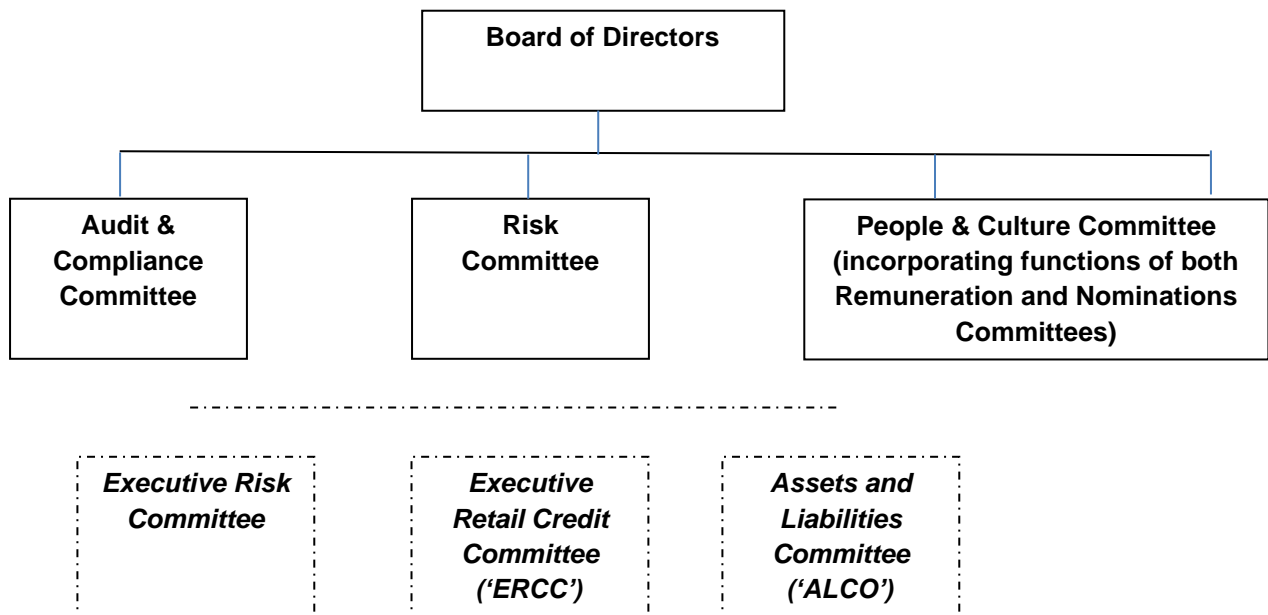 Board of Directors
Audit &
Compliance
Committee
Risk
Committee
People & Culture Committee
(incorporating functions of both
Remuneration and Nominations
Committees)
Executive Risk
Committee
Executive
Retail Credit
Committee
(‘ERCC’)
Assets and
Liabilities
Committee
(‘ALCO’)